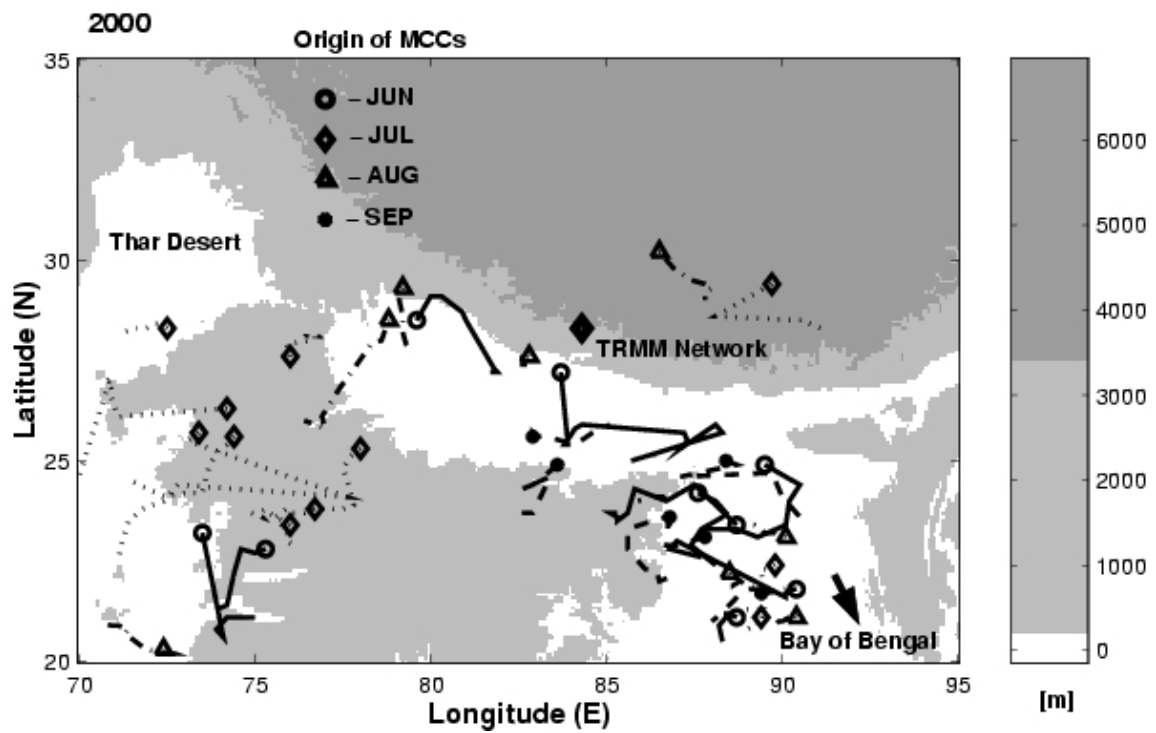 2000
Origin of MCCs
– JUN
– JUL
– AUG
– SEP
Thar Desert
TRMM Network
Bay of Bengal
35
30
25
20
Latitude (N)
70 75 80 85 90 95
Longitude (E)
6000
5000
4000
3000
2000
1000
0
[m]